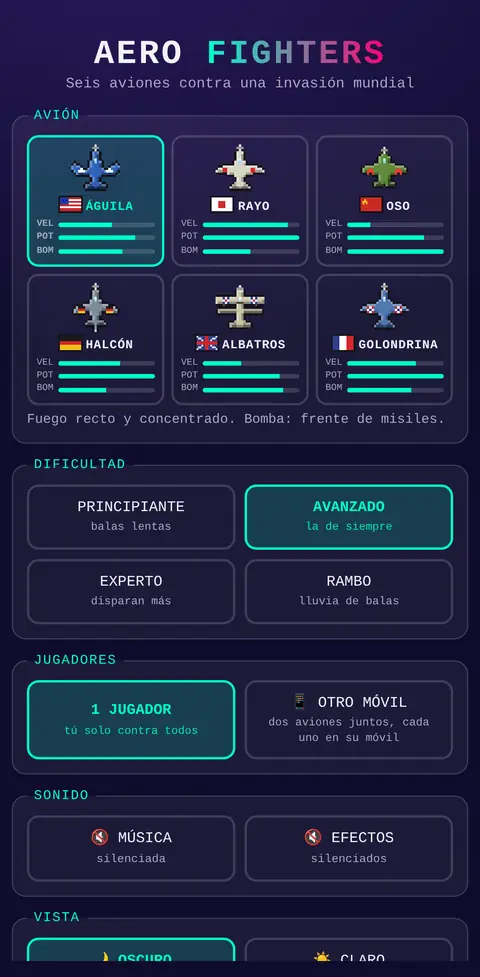 AERO FIGHTERS
Seis aviones contra una invasión mundial
AVIÓN
ÁGUILA
VEL
POT
BOM
RAYO
VEL
POT
BOM
OSO
VEL
POT
BOM
HALCÓN
VEL
POT
BOM
ALBATROS
VEL
POT
BOM
GOLONDRINA
VEL
POT
BOM
Fuego recto y concentrado. Bomba: frente de misiles.
DIFICULTAD
PRINCIPIANTE
balas lentas
AVANZADO
la de siempre
EXPERTO
disparan más
RAMBO
lluvia de balas
JUGADORES
1 JUGADOR
tú solo contra todos
OTRO MÓVIL
dos aviones juntos, cada
uno en su móvil
SONIDO
MÚSICA
silenciada
EFECTOS
silenciados
VISTA
OSCURO
CLARO